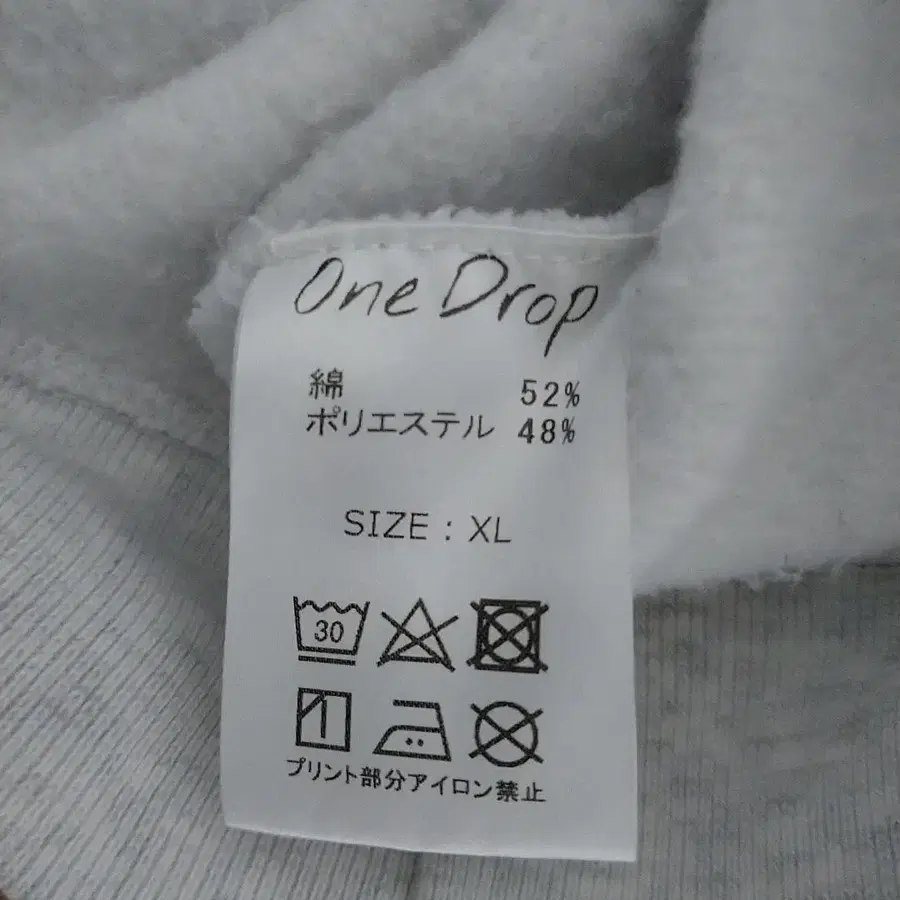 One Drop
綿 52%
ポリエステル 48%
SIZE : XL
30
プリント部分アイロン禁止